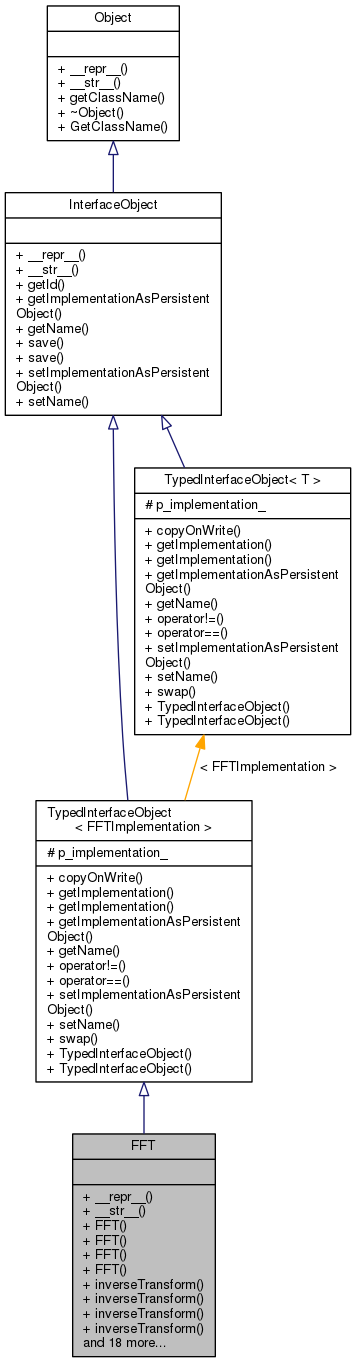 Object
+ __repr__()
+ __str__()
+ getClassName()
+ ~Object()
+ GetClassName()
InterfaceObject
+ __repr__()
+ __str__()
+ getId()
+ getImplementationAsPersistent
Object()
+ getName()
+ save()
+ save()
+ setImplementationAsPersistent
Object()
+ setName()
TypedInterfaceObject< T >
# p_implementation_
+ copyOnWrite()
+ getImplementation()
+ getImplementation()
+ getImplementationAsPersistent
Object()
+ getName()
+ operator!=()
+ operator==()
+ setImplementationAsPersistent
Object()
+ setName()
+ swap()
+ TypedInterfaceObject()
+ TypedInterfaceObject()
< FFTImplementation >
TypedInterfaceObject
< FFTImplementation >
# p_implementation_
+ copyOnWrite()
+ getImplementation()
+ getImplementation()
+ getImplementationAsPersistent
Object()
+ getName()
+ operator!=()
+ operator==()
+ setImplementationAsPersistent
Object()
+ setName()
+ swap()
+ TypedInterfaceObject()
+ TypedInterfaceObject()
FFT
+ __repr__()
+ __str__()
+ FFT()
+ FFT()
+ FFT()
+ FFT()
+ inverseTransform()
+ inverseTransform()
+ inverseTransform()
+ inverseTransform()
and 18 more...